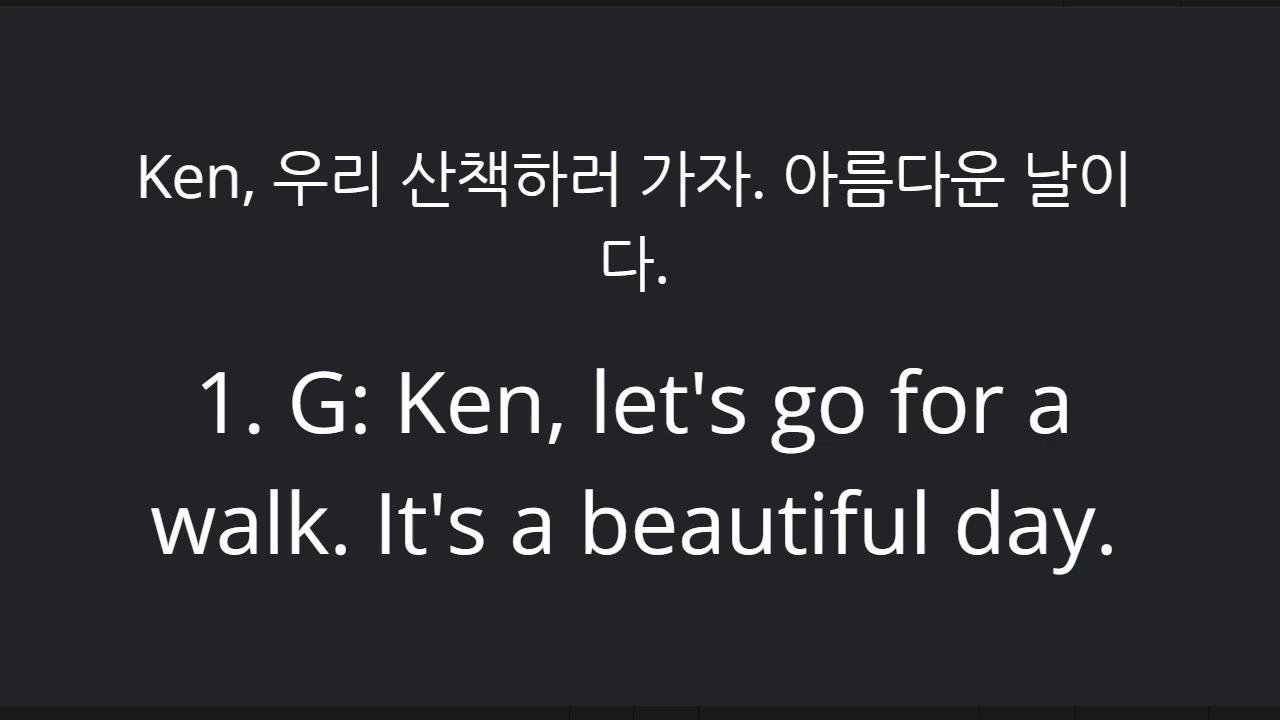 Ken, 우리 산책하러 가자. 아름다운 날이
다.
1. G: Ken, let's go for a
walk. It's a beautiful day.